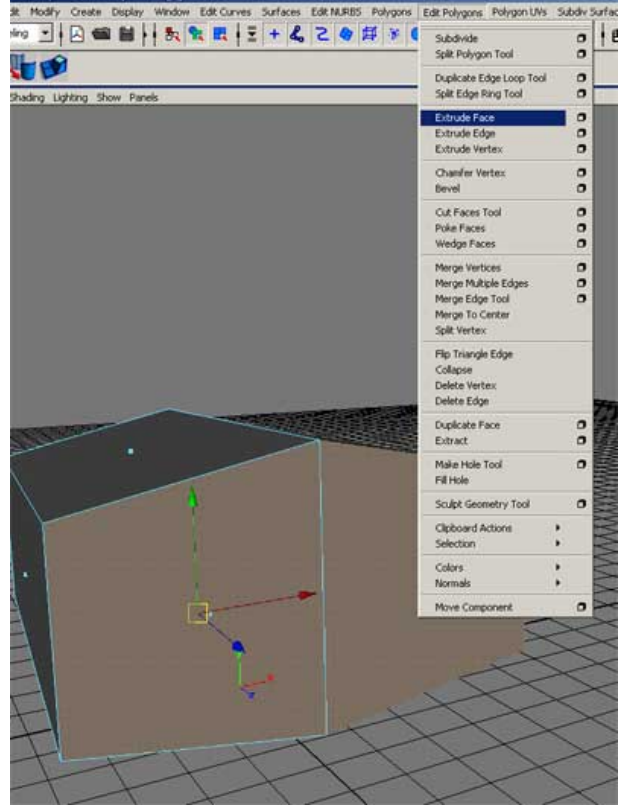 Modify Create Display Window Edit Curves Surfaces Edit NURBS Polygons Edit Polygons Polygon UVs Subdiv Surfac
Shading Lighting Show Panels
Subdivide
Split Polygon Tool
Duplicate Edge Loop Tool
Split Edge Ring Tool
Extrude Face
Extrude Edge
Extrude Vertex
Chamfer Vertex
Bevel
Cut Faces Tool
Poke Faces
Wedge Faces
Merge Vertices
Merge Multiple Edges
Merge Edge Tool
Merge To Center
Split Vertex
Flip Triangle Edge
Collapse
Delete Vertex
Delete Edge
Duplicate Face
Extract
Make Hole Tool
Fill Hole
Sculpt Geometry Tool
Clipboard Actions
Selection
Colors
Normals
Move Component